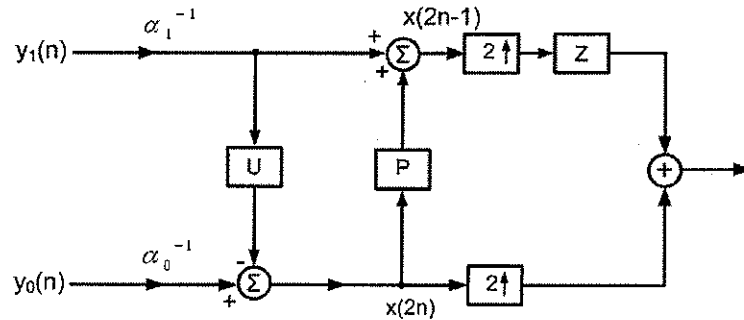 x(2n-1)
α₁⁻¹
y₁(n)
+
Σ
+
2↑
Z
U
P
+
α₀⁻¹
-
y₀(n)
Σ
+
2↑
x(2n)